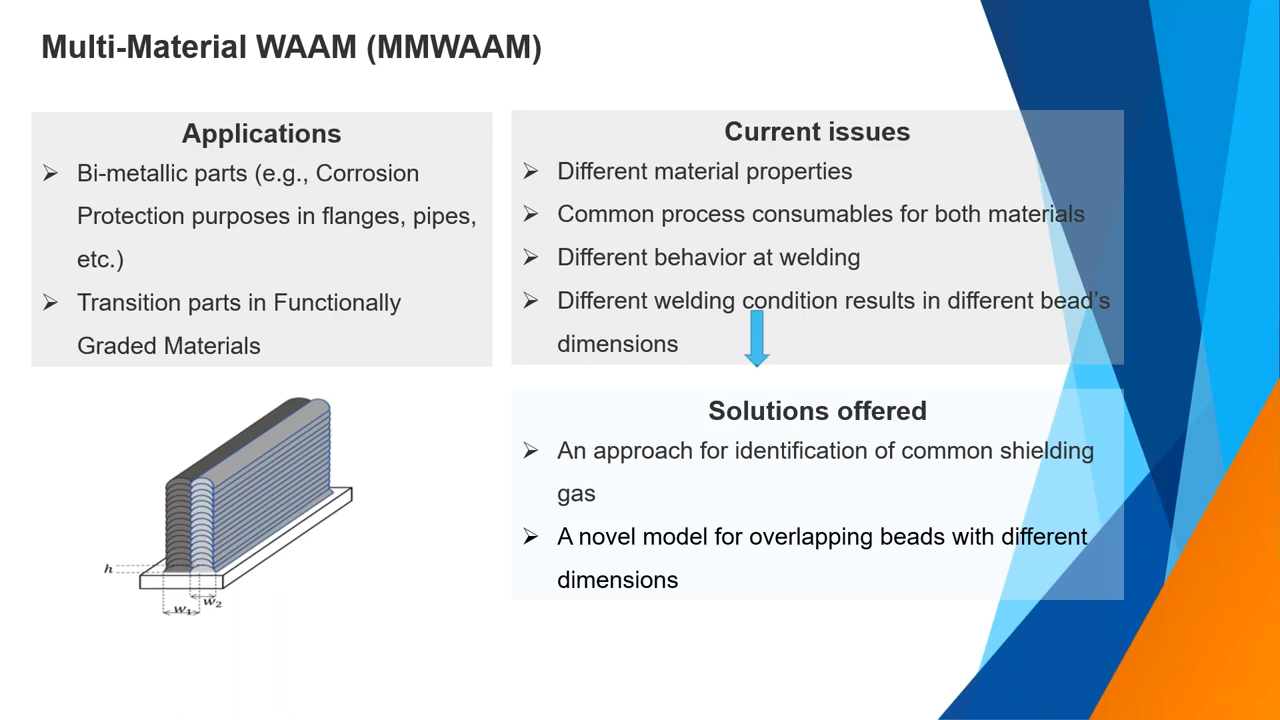 Multi-Material WAAM (MMWAAM)
Applications
➢ Bi-metallic parts (e.g., Corrosion
Protection purposes in flanges, pipes,
etc.)
➢ Transition parts in Functionally
Graded Materials
Current issues
➢ Different material properties
➢ Common process consumables for both materials
➢ Different behavior at welding
➢ Different welding condition results in different bead’s
dimensions
Solutions offered
➢ An approach for identification of common shielding
gas
➢ A novel model for overlapping beads with different
dimensions
h
w₂
w₁